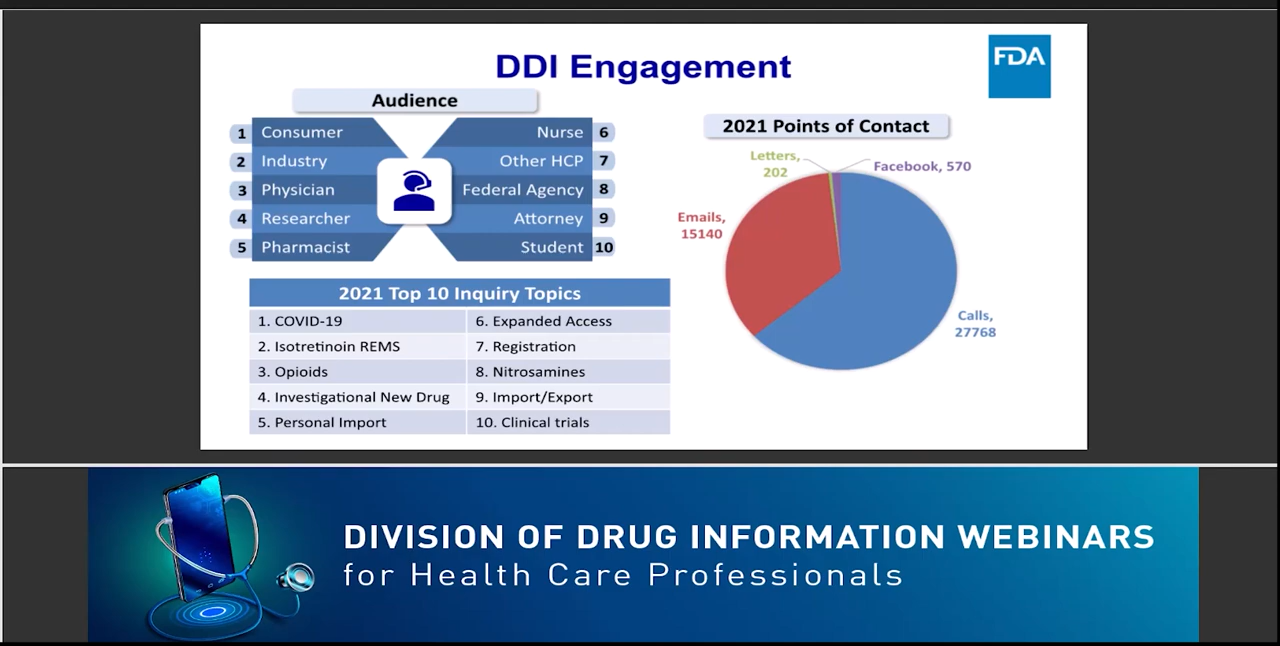 DDI Engagement
FDA
Audience
1 Consumer
2 Industry
3 Physician
4 Researcher
5 Pharmacist
Nurse 6
Other HCP 7
Federal Agency 8
Attorney 9
Student 10
2021 Top 10 Inquiry Topics
1. COVID-19
2. Isotretinoin REMS
3. Opioids
4. Investigational New Drug
5. Personal Import
6. Expanded Access
7. Registration
8. Nitrosamines
9. Import/Export
10. Clinical trials
2021 Points of Contact
Letters,
202
Facebook, 570
Emails,
15140
Calls,
27768
DIVISION OF DRUG INFORMATION WEBINARS
for Health Care Professionals